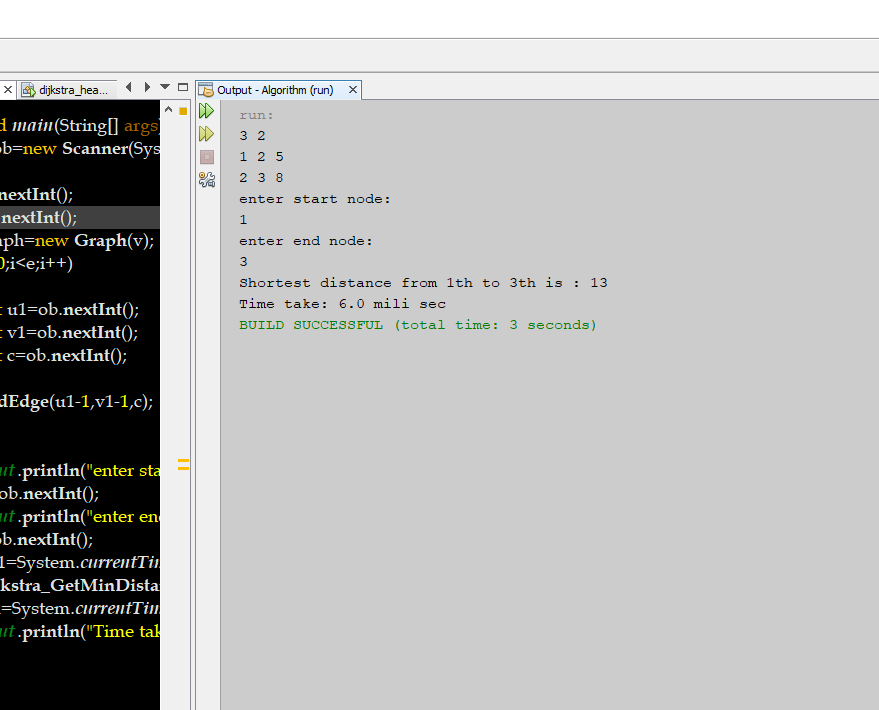 dijkstra_hea...
Output - Algorithm (run)
d main(String[] args)
ob=new Scanner(Sys
nextInt();
.nextInt();
aph=new Graph(v);
0;i<e;i++)
t u1=ob.nextInt();
t v1=ob.nextInt();
t c=ob.nextInt();
dEdge(u1-1,v1-1,c);
ut.println("enter sta
ob.nextInt();
ut.println("enter en
ob.nextInt();
1=System.currentTim
kstra_GetMinDista
=System.currentTim
ut.println("Time tak
run:
3 2
1 2 5
2 3 8
enter start node:
1
enter end node:
3
Shortest distance from 1th to 3th is : 13
Time take: 6.0 mili sec
BUILD SUCCESSFUL (total time: 3 seconds)